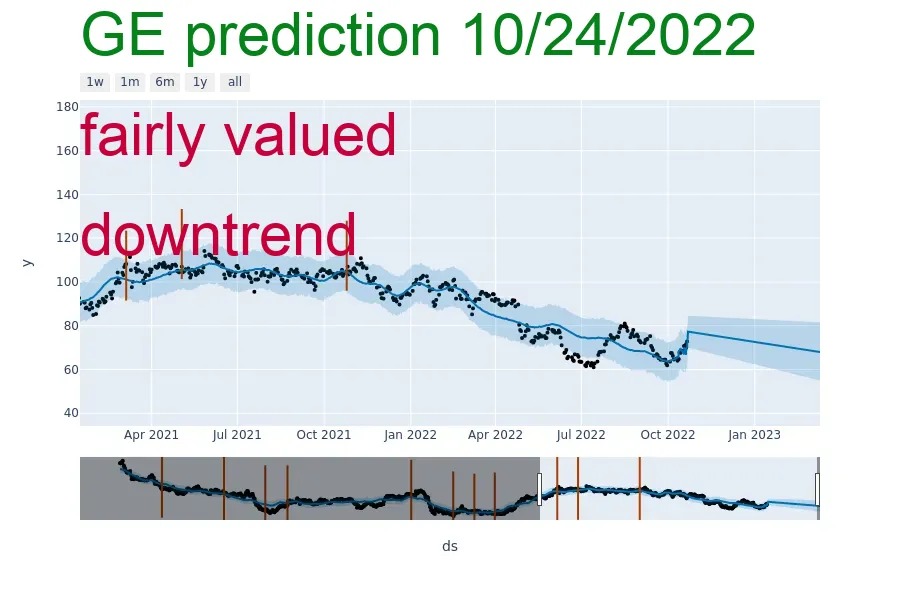 GE prediction 10/24/2022
1w 1m 6m 1y all
180
fairly valued
160
140
downtrend
120
y
100
80
60
40
Apr 2021 Jul 2021 Oct 2021 Jan 2022 Apr 2022 Jul 2022 Oct 2022 Jan 2023
ds